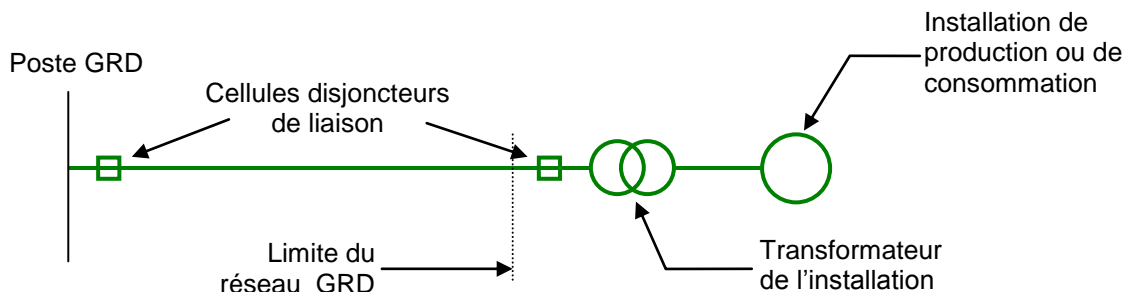 Installation de
production ou de
consommation
Poste GRD
Cellules disjoncteurs
de liaison
Limite du
réseau GRD
Transformateur
de l'installation